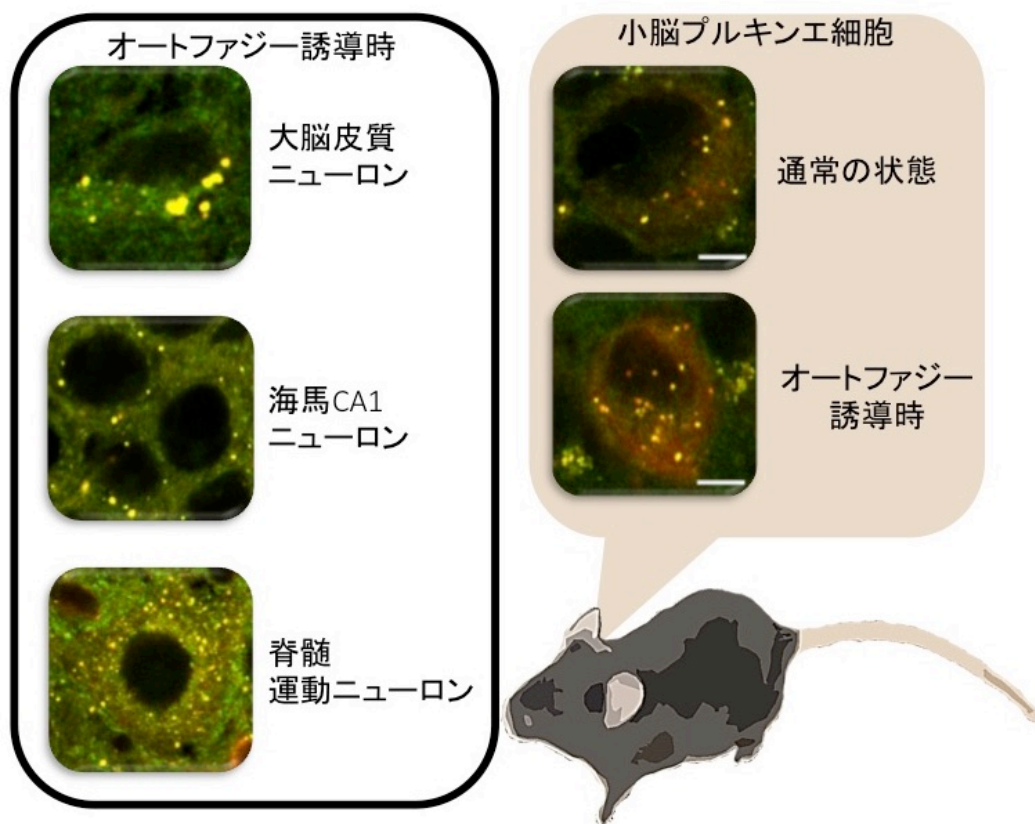 オートファジー誘導時
大脳皮質
ニューロン
海馬CA1
ニューロン
脊髄
運動ニューロン
小脳プルキンエ細胞
通常の状態
オートファジー
誘導時